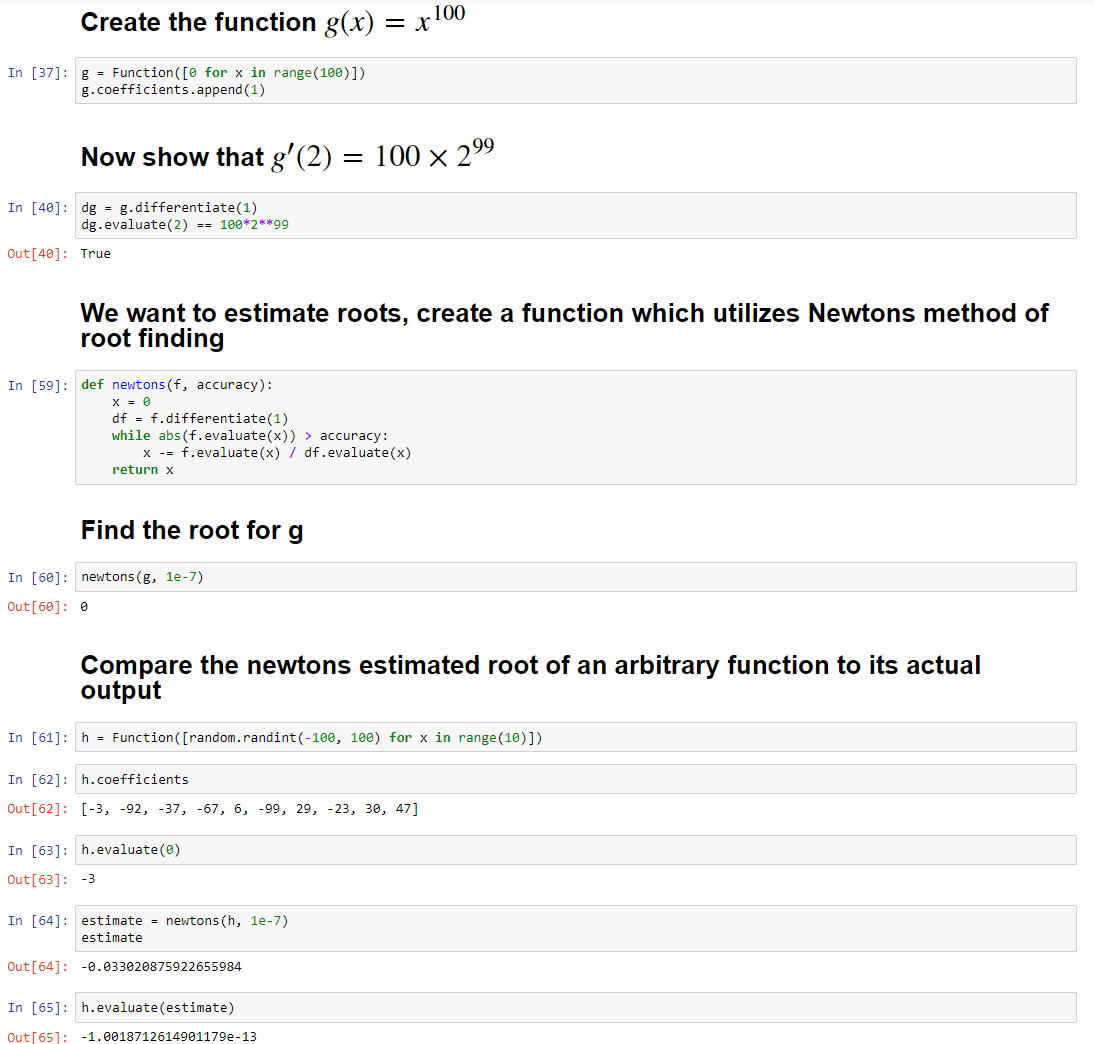 Create the function g(x) = x^100
In [37]: g = Function([0 for x in range(100)])
g.coefficients.append(1)
Now show that g′(2) = 100 × 2^99
In [40]: dg = g.differentiate(1)
dg.evaluate(2) == 100*2**99
Out[40]: True
We want to estimate roots, create a function which utilizes Newtons method of
root finding
In [59]: def newtons(f, accuracy):
    x = 0
    df = f.differentiate(1)
    while abs(f.evaluate(x)) > accuracy:
        x -= f.evaluate(x) / df.evaluate(x)
    return x
Find the root for g
In [60]: newtons(g, 1e-7)
Out[60]: 0
Compare the newtons estimated root of an arbitrary function to its actual
output
In [61]: h = Function([random.randint(-100, 100) for x in range(10)])
In [62]: h.coefficients
Out[62]: [-3, -92, -37, -67, 6, -99, 29, -23, 30, 47]
In [63]: h.evaluate(0)
Out[63]: -3
In [64]: estimate = newtons(h, 1e-7)
estimate
Out[64]: -0.033020875922655984
In [65]: h.evaluate(estimate)
Out[65]: -1.0018712614901179e-13